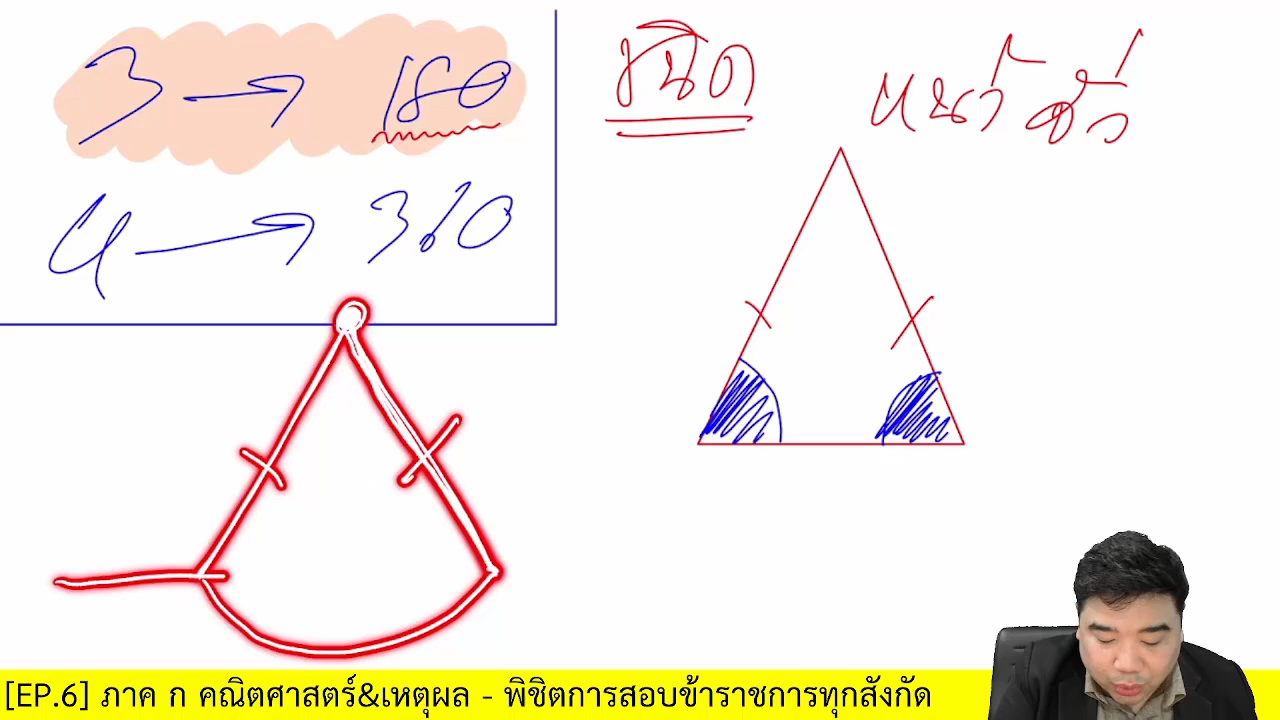 3 → 180
4 → 360
ชนิด
หน้าจั่ว
[EP.6] ภาค ก คณิตศาสตร์&เหตุผล - พิชิตการสอบข้าราชการทุกสังกัด